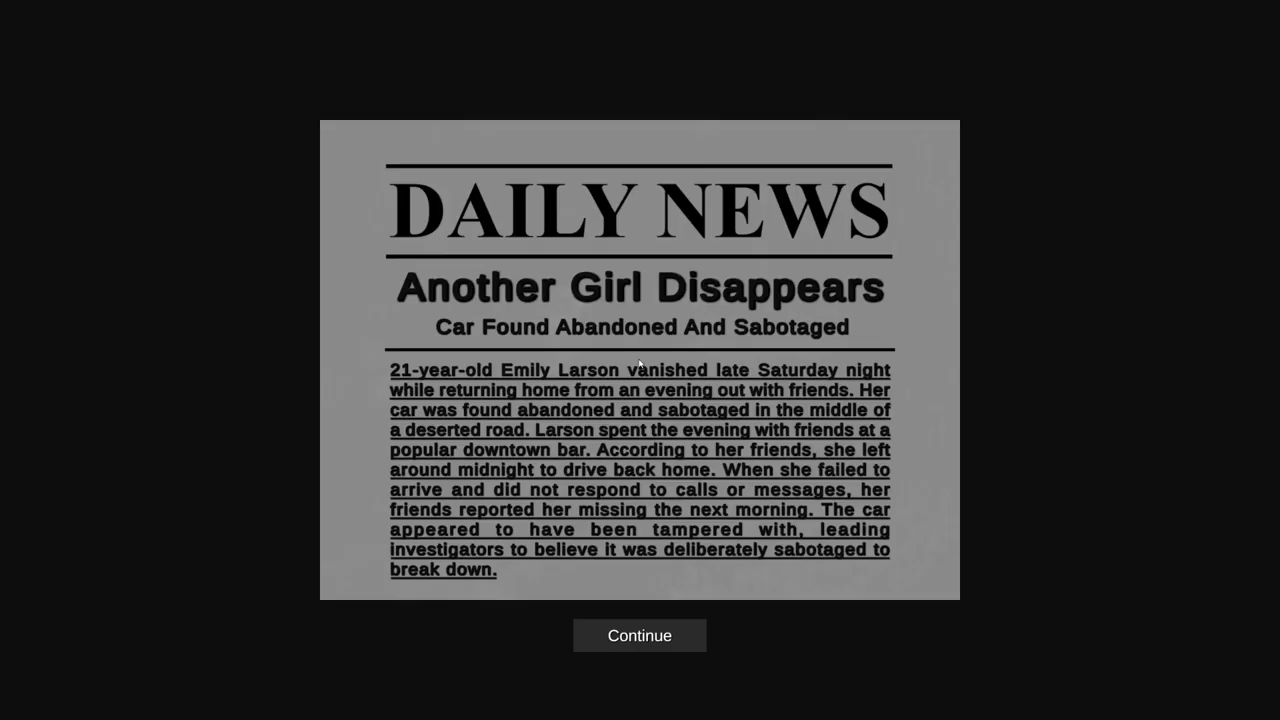 DAILY NEWS
Another Girl Disappears
Car Found Abandoned And Sabotaged
21-year-old Emily Larson vanished late Saturday night
while returning home from an evening out with friends. Her
car was found abandoned and sabotaged in the middle of
a deserted road. Larson spent the evening with friends at a
popular downtown bar. According to her friends, she left
around midnight to drive back home. When she failed to
arrive and did not respond to calls or messages, her
friends reported her missing the next morning. The car
appeared to have been tampered with, leading
investigators to believe it was deliberately sabotaged to
break down.
Continue